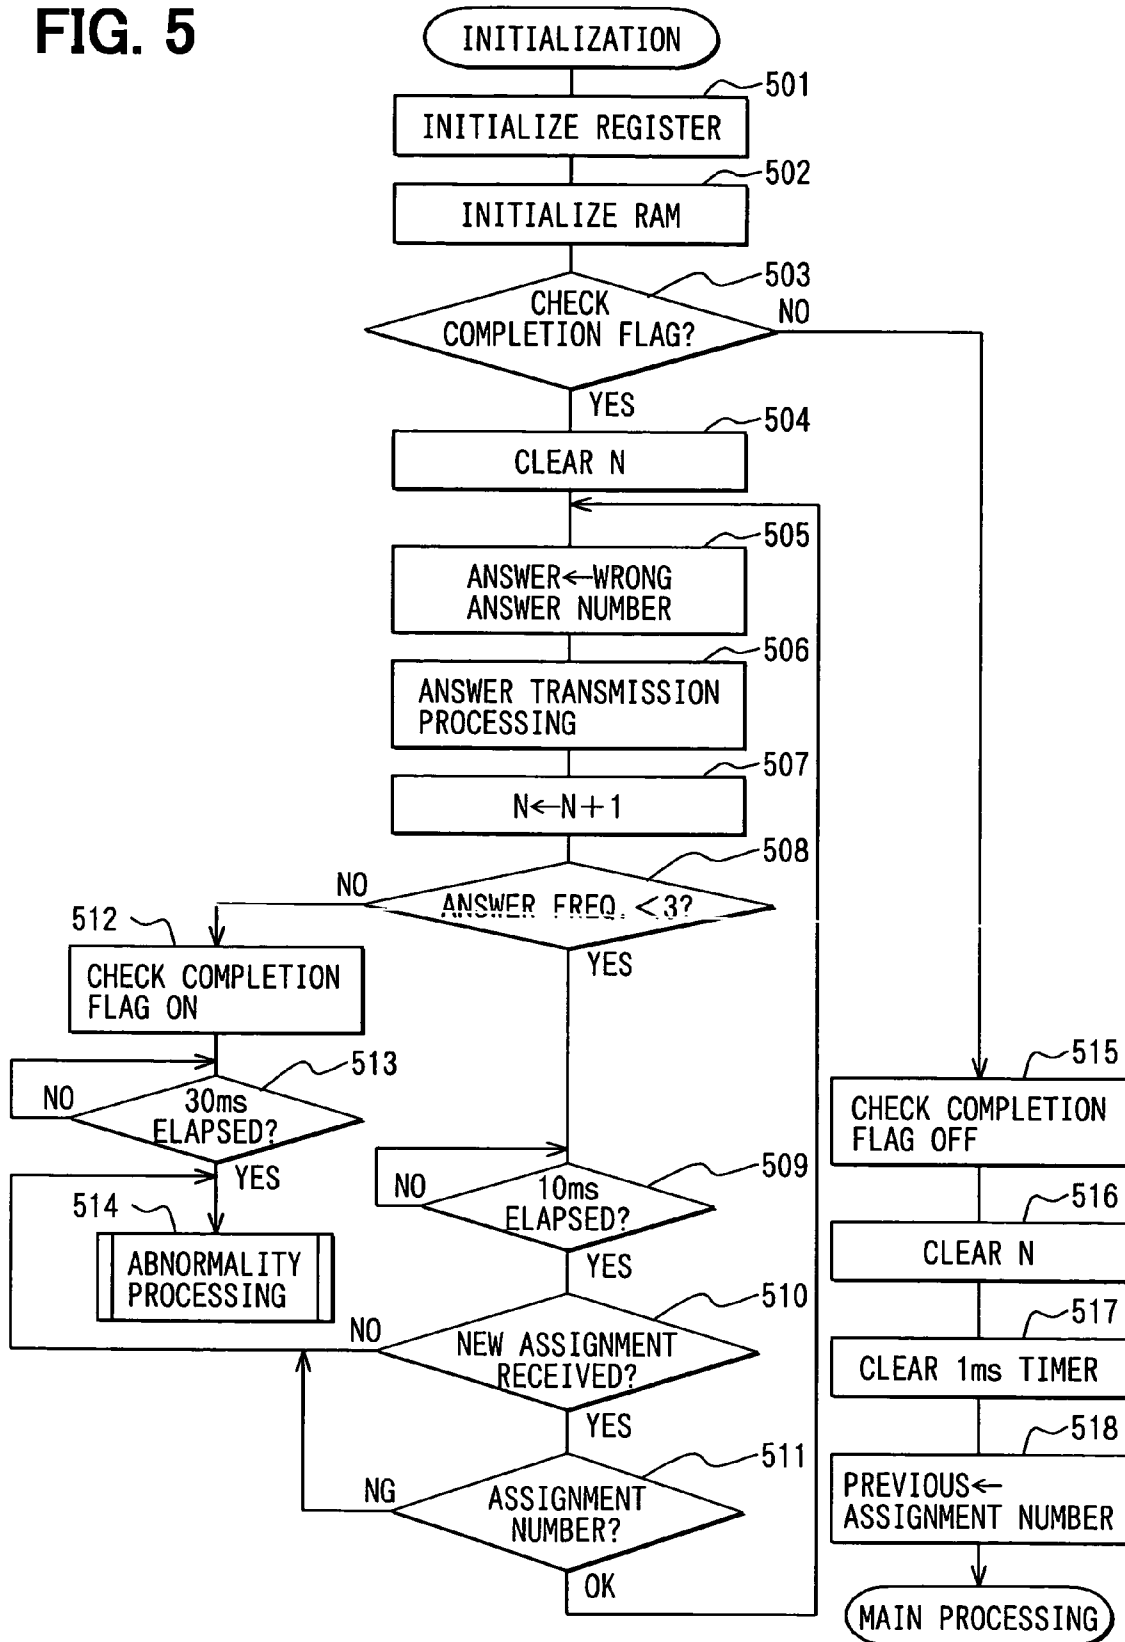 FIG. 5
INITIALIZATION
501
INITIALIZE REGISTER
502
INITIALIZE RAM
503
CHECK
COMPLETION FLAG?
NO
YES
504
CLEAR N
505
ANSWER←WRONG
ANSWER NUMBER
506
ANSWER TRANSMISSION
PROCESSING
507
N←N+1
508
ANSWER FREQ. <3?
NO
YES
512
CHECK COMPLETION
FLAG ON
513
30ms
ELAPSED?
NO
YES
514
ABNORMALITY
PROCESSING
509
10ms
ELAPSED?
NO
YES
510
NEW ASSIGNMENT
RECEIVED?
NO
YES
511
ASSIGNMENT
NUMBER?
NG
OK
515
CHECK COMPLETION
FLAG OFF
516
CLEAR N
517
CLEAR 1ms TIMER
518
PREVIOUS←
ASSIGNMENT NUMBER
MAIN PROCESSING